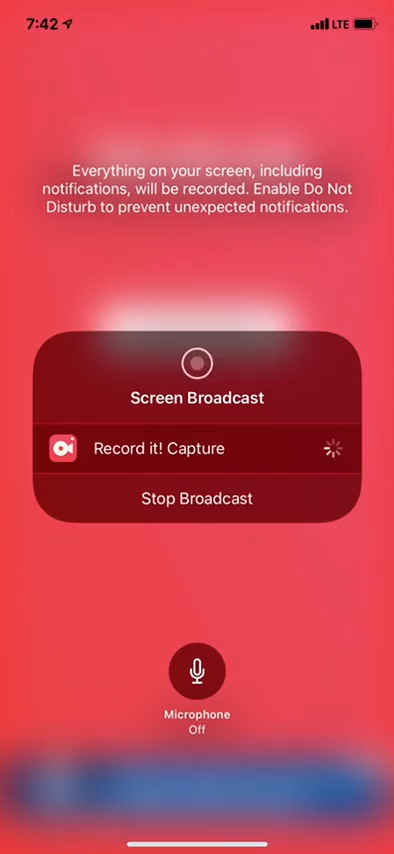 7:42
LTE
Everything on your screen, including
notifications, will be recorded. Enable Do Not
Disturb to prevent unexpected notifications.
Screen Broadcast
Record it! Capture
Stop Broadcast
Microphone
Off